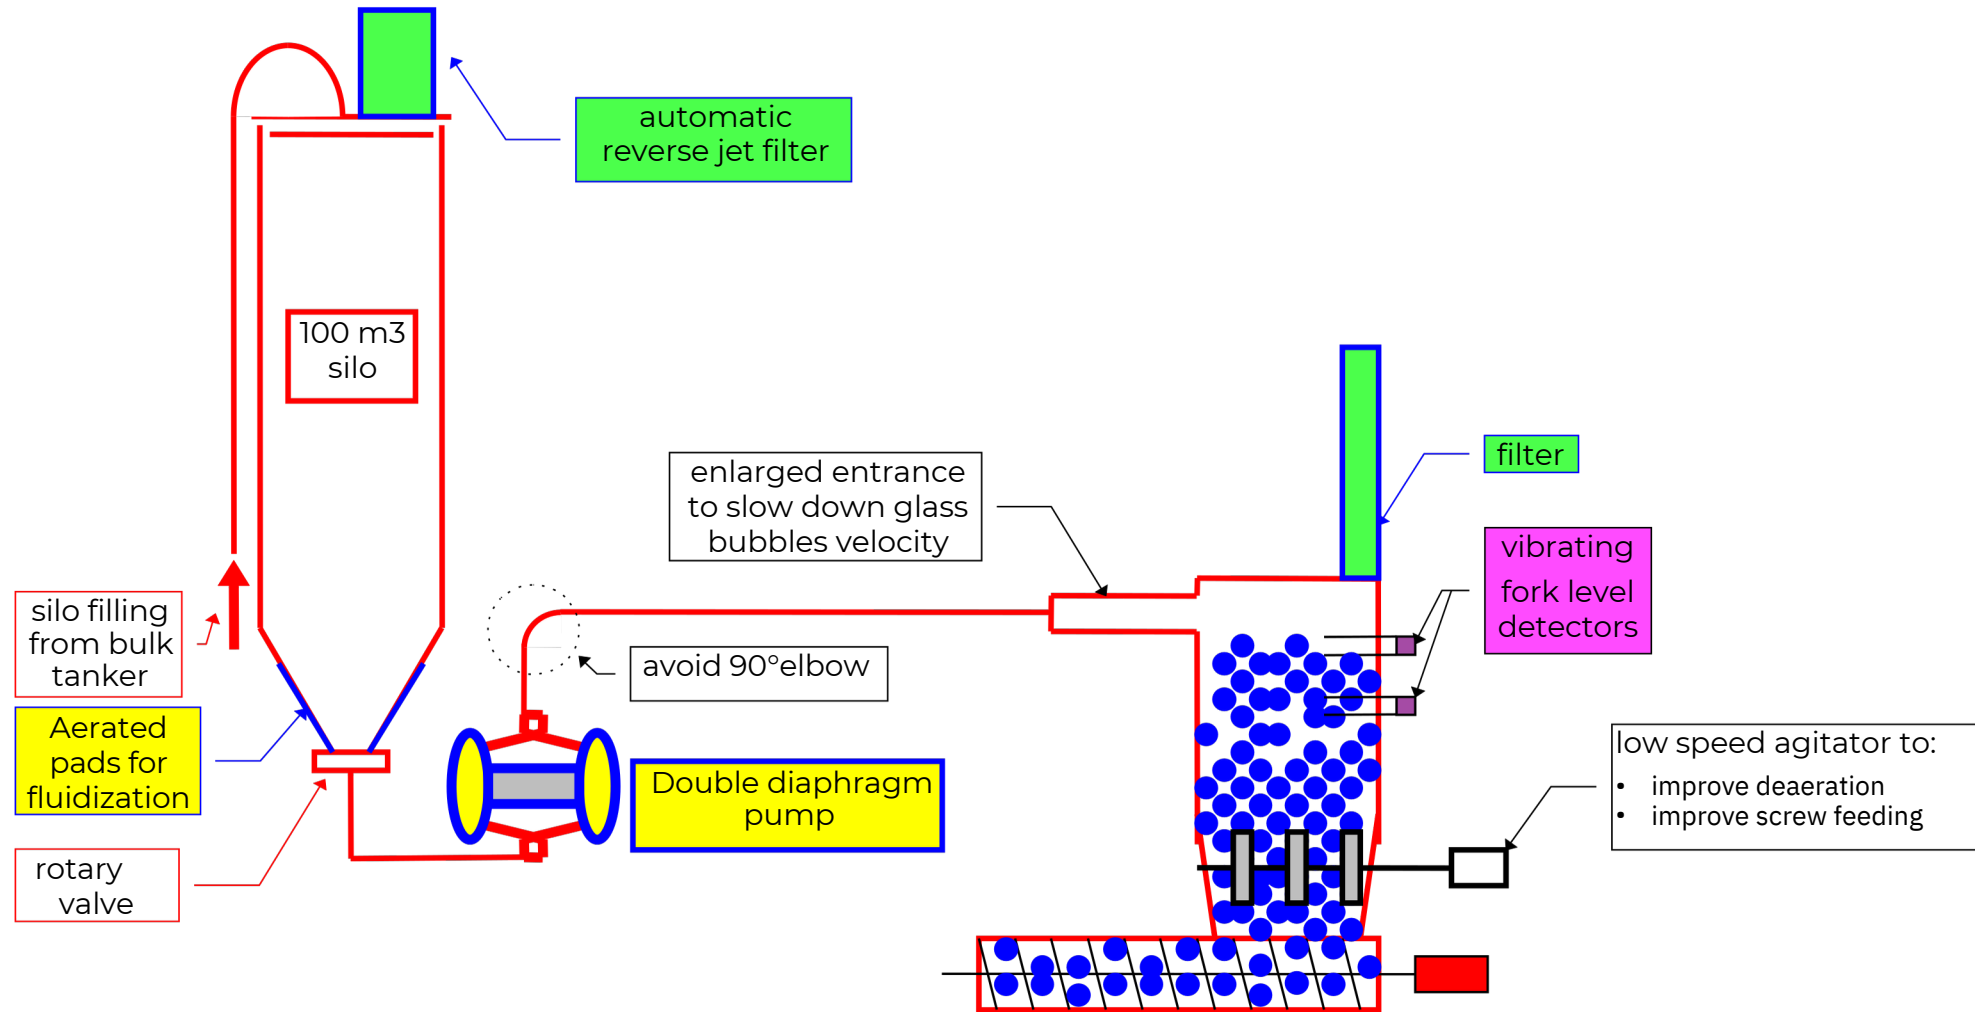 automatic
reverse jet filter
100 m3
silo
enlarged entrance
to slow down glass
bubbles velocity
filter
vibrating
fork level
detectors
silo filling
from bulk
tanker
avoid 90°elbow
Aerated
pads for
fluidization
Double diaphragm
pump
low speed agitator to:
• improve deaeration
• improve screw feeding
rotary
valve